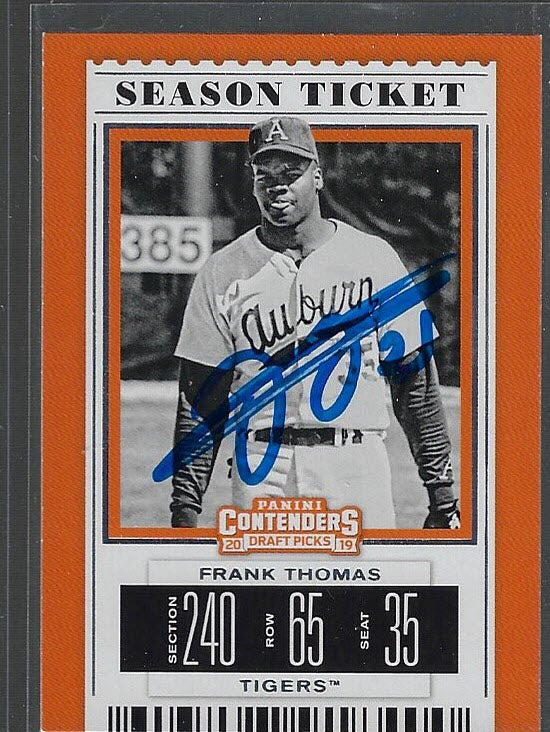 SEASON TICKET
A
385
auburn
21
PANINI
CONTENDERS
20 DRAFT PICKS 19
FRANK THOMAS
SECTION 240 ROW 65 SEAT 35
TIGERS™